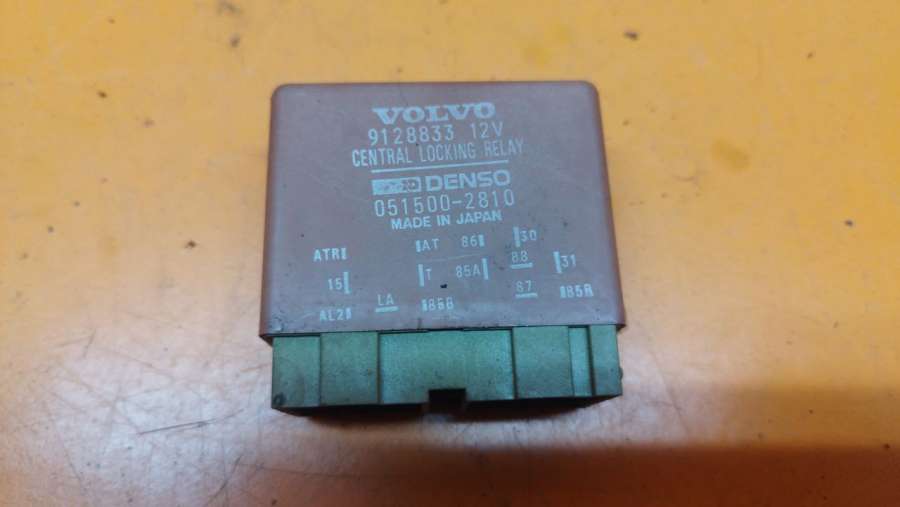 VOLVO
9128833 12V
CENTRAL LOCKING RELAY
DENSO
051500-2810
MADE IN JAPAN
ATR AT 86 30
15 T 85A 88 31
AL2 LA 85B 87 85R